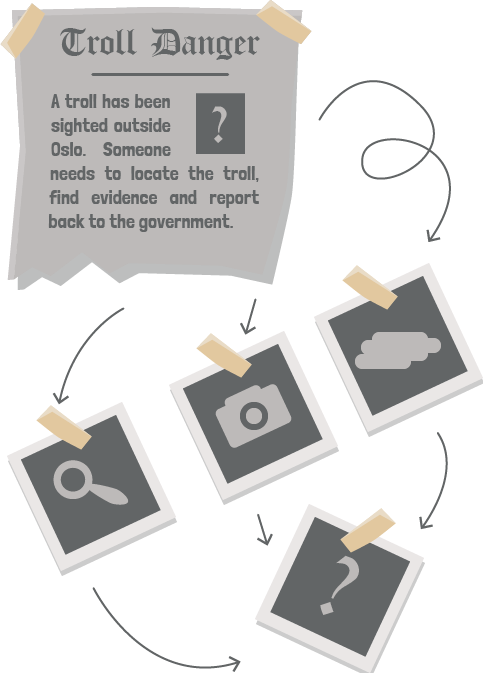 Troll Danger
A troll has been
sighted outside
?
Oslo. Someone
needs to locate the troll,
find evidence and report
back to the government.
?